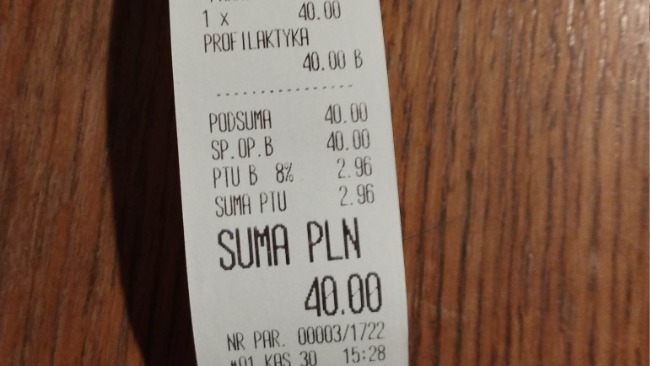 1 x 40.00
PROFILAKTYKA
40.00 B
----------------
PODSUMA 40.00
SP.OP.B 40.00
PTU B 8% 2.96
SUMA PTU 2.96
SUMA PLN
40.00
NR PAR. 00003/1722
#01 KAS 30 15:28